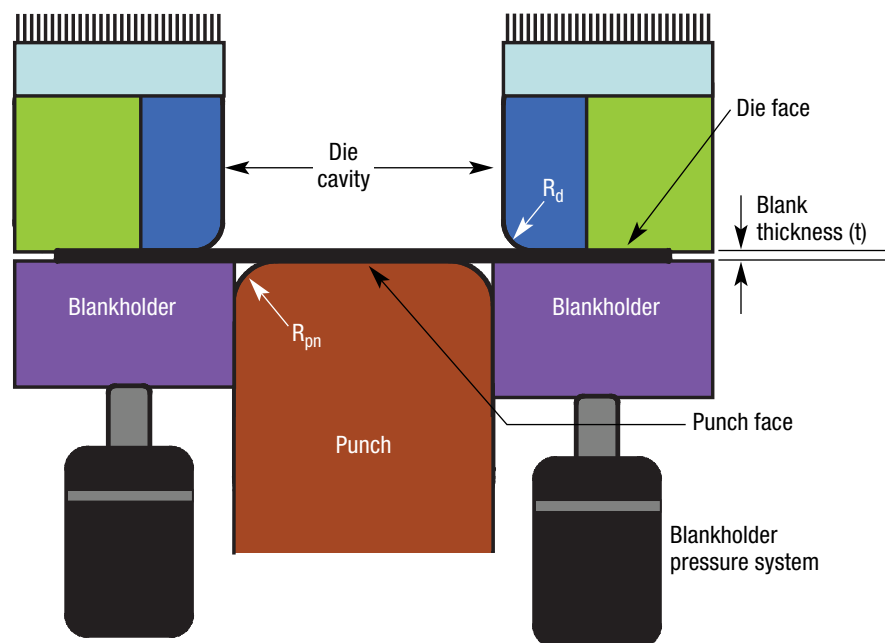 Die face
Die
cavity
R_d
Blank
thickness (t)
Blankholder
Blankholder
R_pn
Punch face
Punch
Blankholder
pressure system